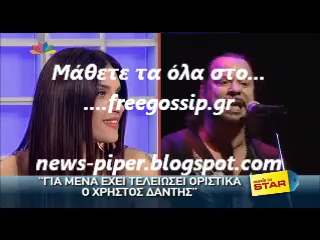 Μάθετε τα όλα στο...
....freegossip.gr
news-piper.blogspot.com
"ΓΙΑ ΜΕΝΑ ΕΧΕΙ ΤΕΛΕΙΩΣΕΙ ΟΡΙΣΤΙΚΑ
Ο ΧΡΗΣΤΟΣ ΔΑΝΤΗΣ"
STAR